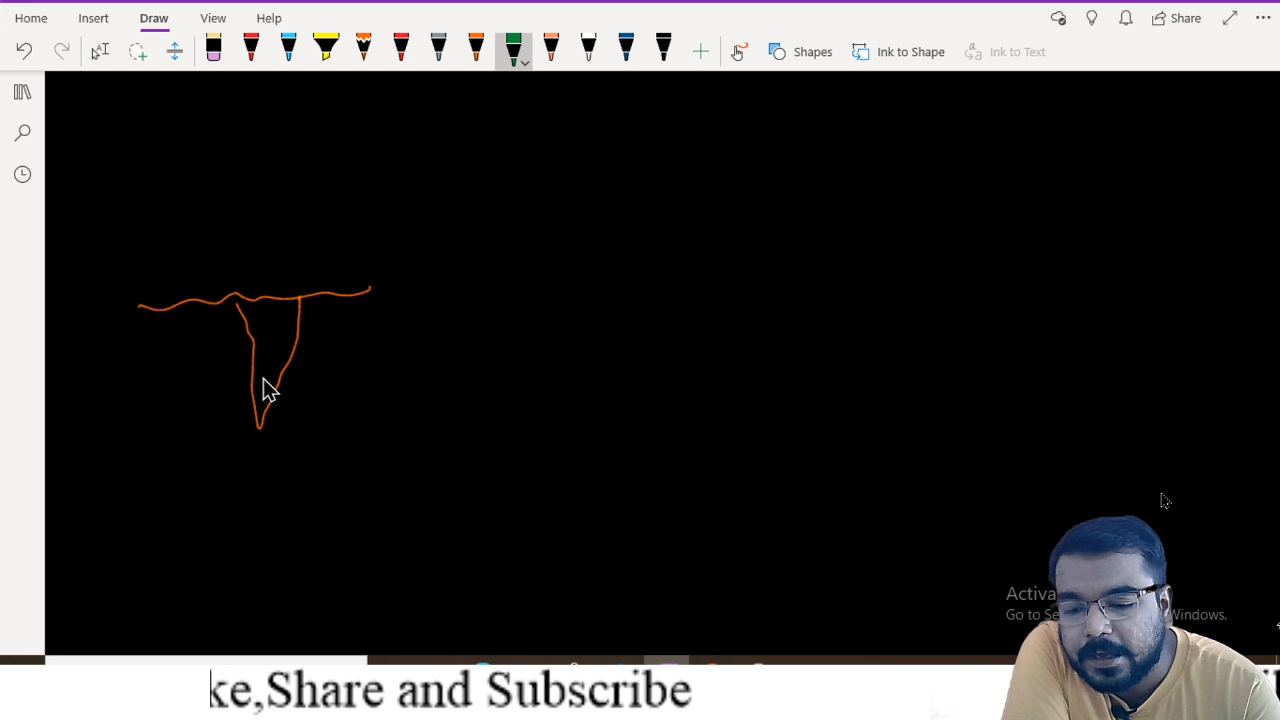 Home Insert Draw View Help Share
Shapes Ink to Shape Ink to Text
Activa
Go to Se Windows.
ke,Share and Subscribe